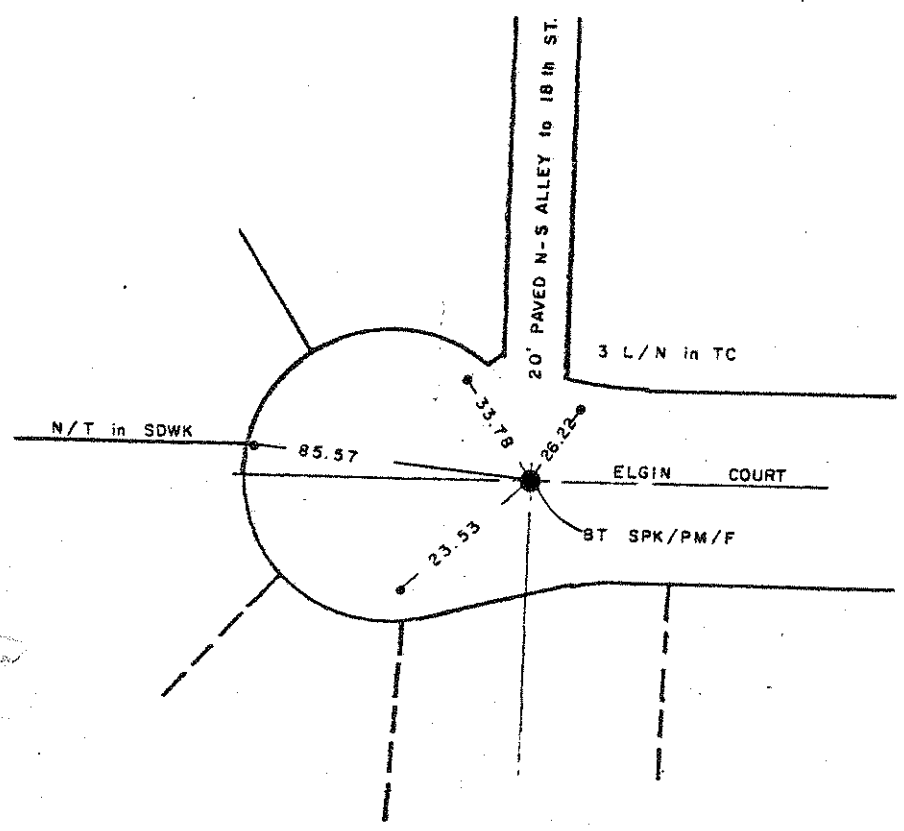 20' PAVED N-S ALLEY to 18th ST.
3 L/N in TC
33.78
26.22
N/T in SDWK
85.57
ELGIN COURT
BT SPK/PM/F
23.53